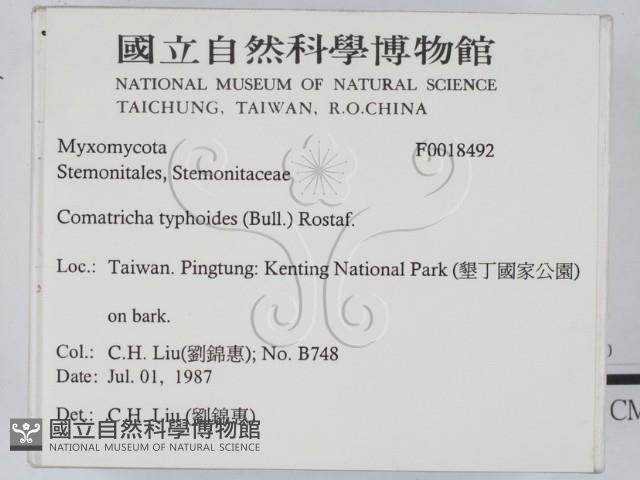 國立自然科學博物館
NATIONAL MUSEUM OF NATURAL SCIENCE
TAICHUNG, TAIWAN, R.O.CHINA
Myxomycota F0018492
Stemonitales, Stemonitaceae
Comatricha typhoides (Bull.) Rostaf.
Loc.: Taiwan. Pingtung: Kenting National Park (墾丁國家公園)
on bark.
Col.: C.H. Liu(劉錦惠); No. B748
Date: Jul. 01, 1987
Det.: C.H. Liu (劉錦惠)
國立自然科學博物館
NATIONAL MUSEUM OF NATURAL SCIENCE